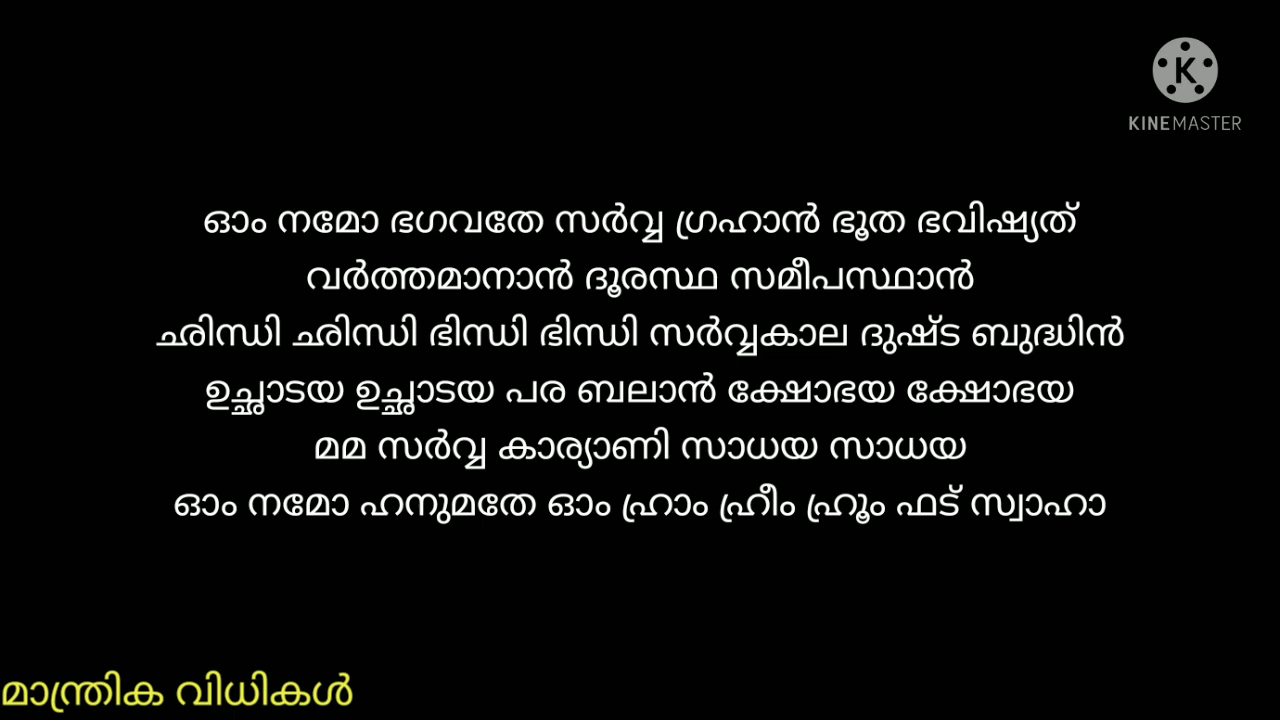 KINEMASTER
ഓം നമോ ഭഗവതേ സർവ്വ ഗ്രഹാൻ ഭൂത ഭവിഷ്യത്
വർത്തമാനാൻ ദൂരസ്ഥ സമീപസ്ഥാൻ
ഛിന്ധി ഛിന്ധി ഭിന്ധി ഭിന്ധി സർവ്വകാല ദുഷ്ട ബുദ്ധിൻ
ഉച്ഛാടയ ഉച്ഛാടയ പര ബലാൻ ക്ഷോഭയ ക്ഷോഭയ
മമ സർവ്വ കാര്യാണി സാധയ സാധയ
ഓം നമോ ഹനുമതേ ഓം ഹ്രാം ഹ്രീം ഹ്രൂം ഫട് സ്വാഹാ
മാന്ത്രിക വിധികൾ